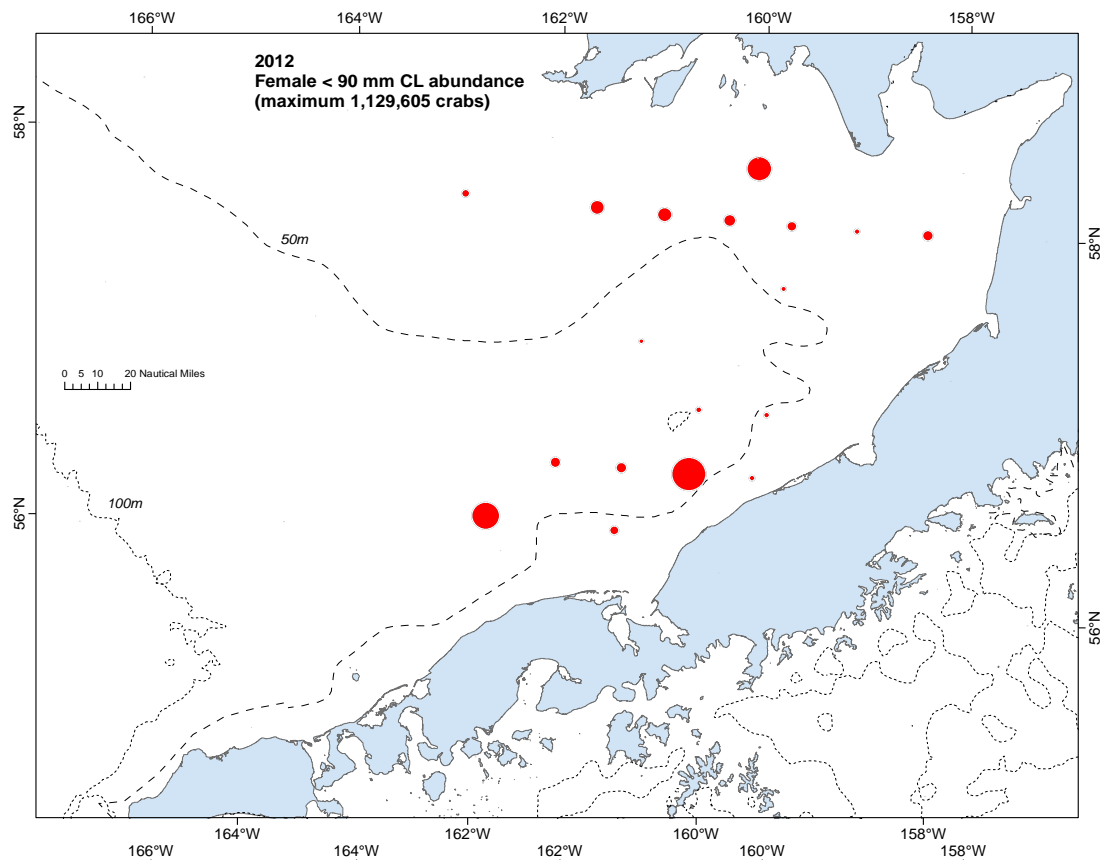 166°W 164°W 162°W 160°W 158°W
2012
Female < 90 mm CL abundance
(maximum 1,129,605 crabs)
58°N
58°N
50m
0 5 10 20 Nautical Miles
100m
56°N
56°N
164°W 162°W 160°W 158°W
166°W 164°W 162°W 160°W 158°W